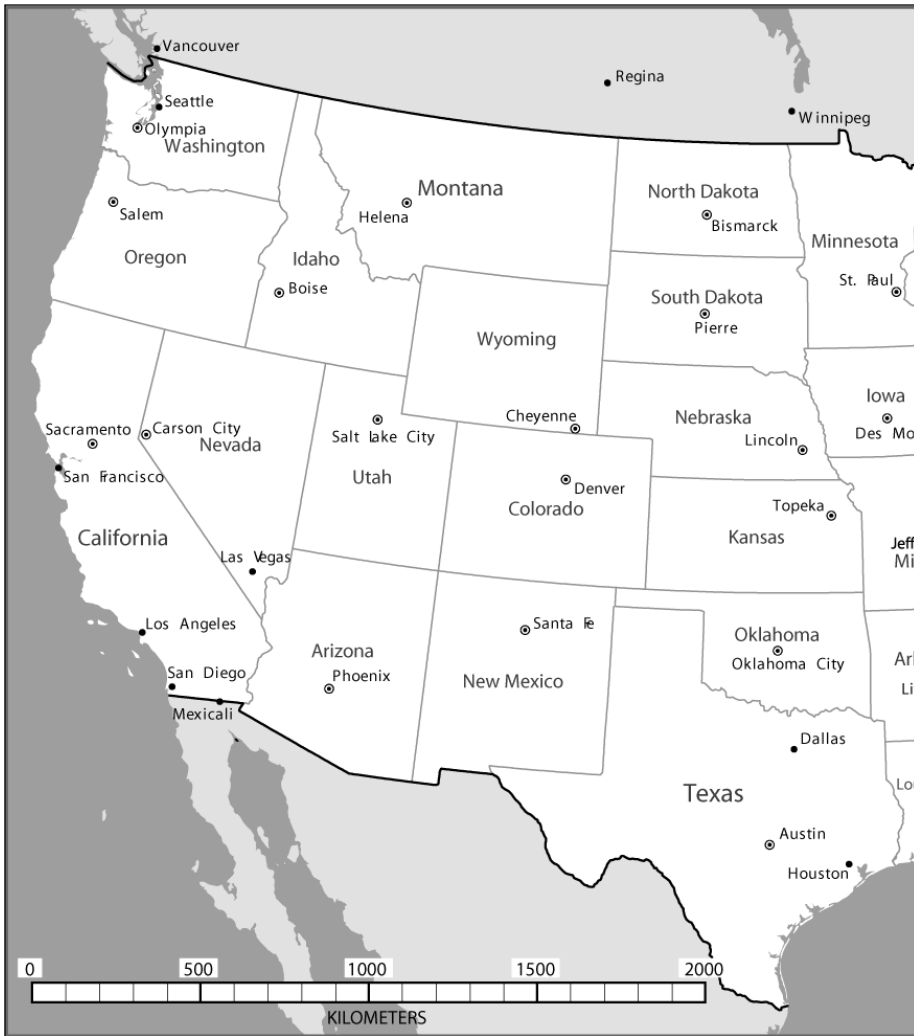 Vancouver
Regina
Winnipeg
Seattle
Olympia
Washington
Montana
North Dakota
Helena
Salem
Bismarck
Minnesota
Oregon
Idaho
St. Paul
Boise
South Dakota
Pierre
Wyoming
Iowa
Cheyenne
Nebraska
Sacramento
Carson City
Nevada
Salt Lake City
Lincoln
Des Mo
San Francisco
Utah
Denver
Colorado
Topeka
California
Kansas
Jeff
Mi
Las Vegas
Los Angeles
Santa Fe
Oklahoma
Oklahoma City
Arizona
Arl
Phoenix
San Diego
New Mexico
Li
Mexicali
Dallas
Texas
Lou
Austin
Houston
0 500 1000 1500 2000
KILOMETERS